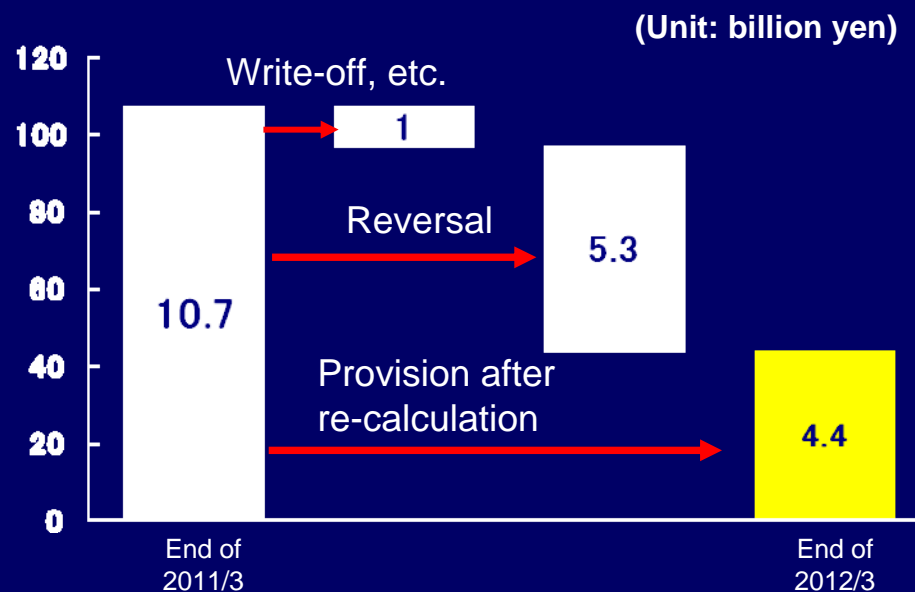 (Unit: billion yen)
120
100
80
60
40
20
0
Write-off, etc.
1
Reversal
5.3
10.7
Provision after
re-calculation
4.4
End of
2011/3
End of
2012/3